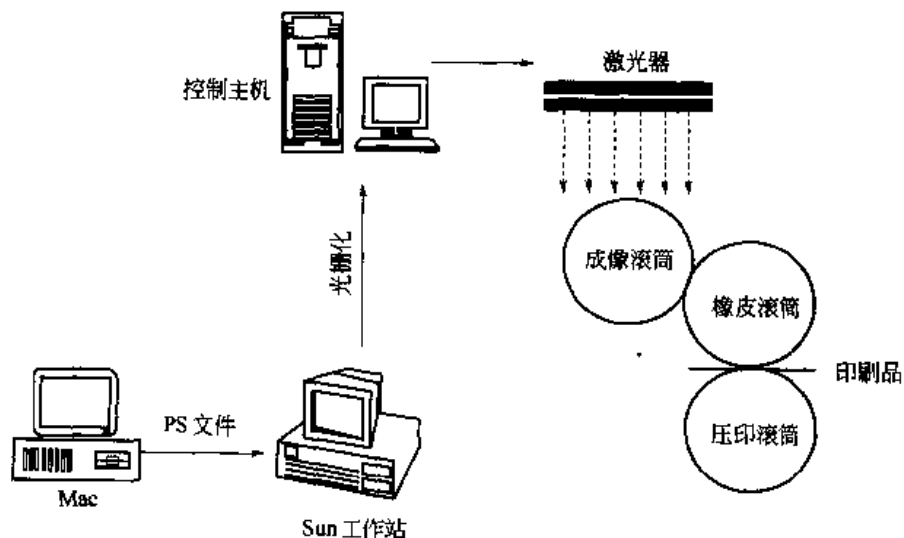 激光器
控制主机
成像滚筒
橡皮滚筒
光栅化
印刷品
压印滚筒
PS 文件
Mac
Sun 工作站